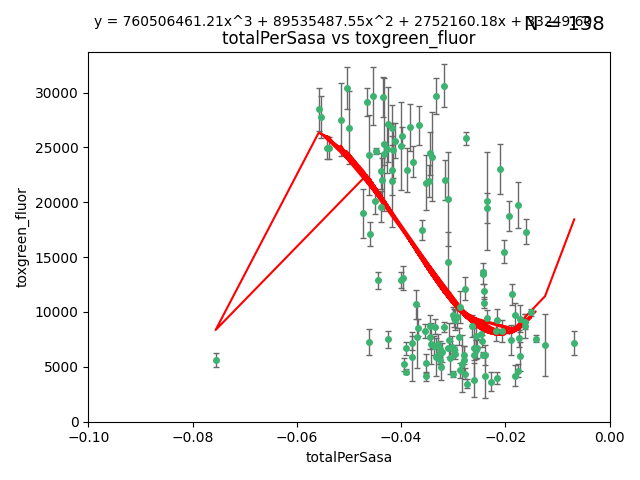 y = 760506461.21x^3 + 89535487.55x^2 + 2752160.18x +
N = 138
totalPerSasa vs toxgreen_fluor
30000
25000
20000
15000
10000
5000
0
toxgreen_fluor
−0.10
−0.08
−0.06
−0.04
−0.02
0.00
totalPerSasa